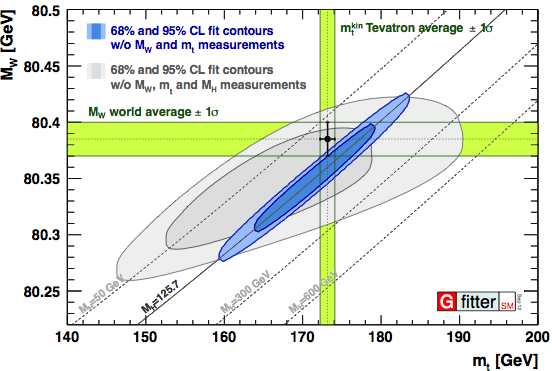 68% and 95% CL fit contours
w/o M_W and m_t measurements
68% and 95% CL fit contours
w/o M_W, m_t and M_H measurements
m_t^kin Tevatron average ± 1σ
M_W world average ± 1σ
M_W [GeV]
80.5
80.45
80.4
80.35
80.3
80.25
M_H=50 GeV
M_H=125.7
M_H=300 GeV
M_H=600 GeV
G fitter SM
Sep 12
140 150 160 170 180 190 200
m_t [GeV]